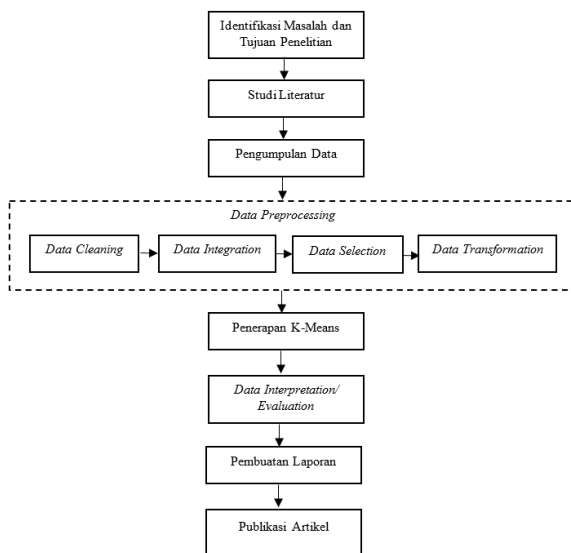 Identifikasi Masalah dan
Tujuan Penelitian
Studi Literatur
Pengumpulan Data
Data Preprocessing
Data Cleaning
Data Integration
Data Selection
Data Transformation
Penerapan K-Means
Data Interpretation/
Evaluation
Pembuatan Laporan
Publikasi Artikel